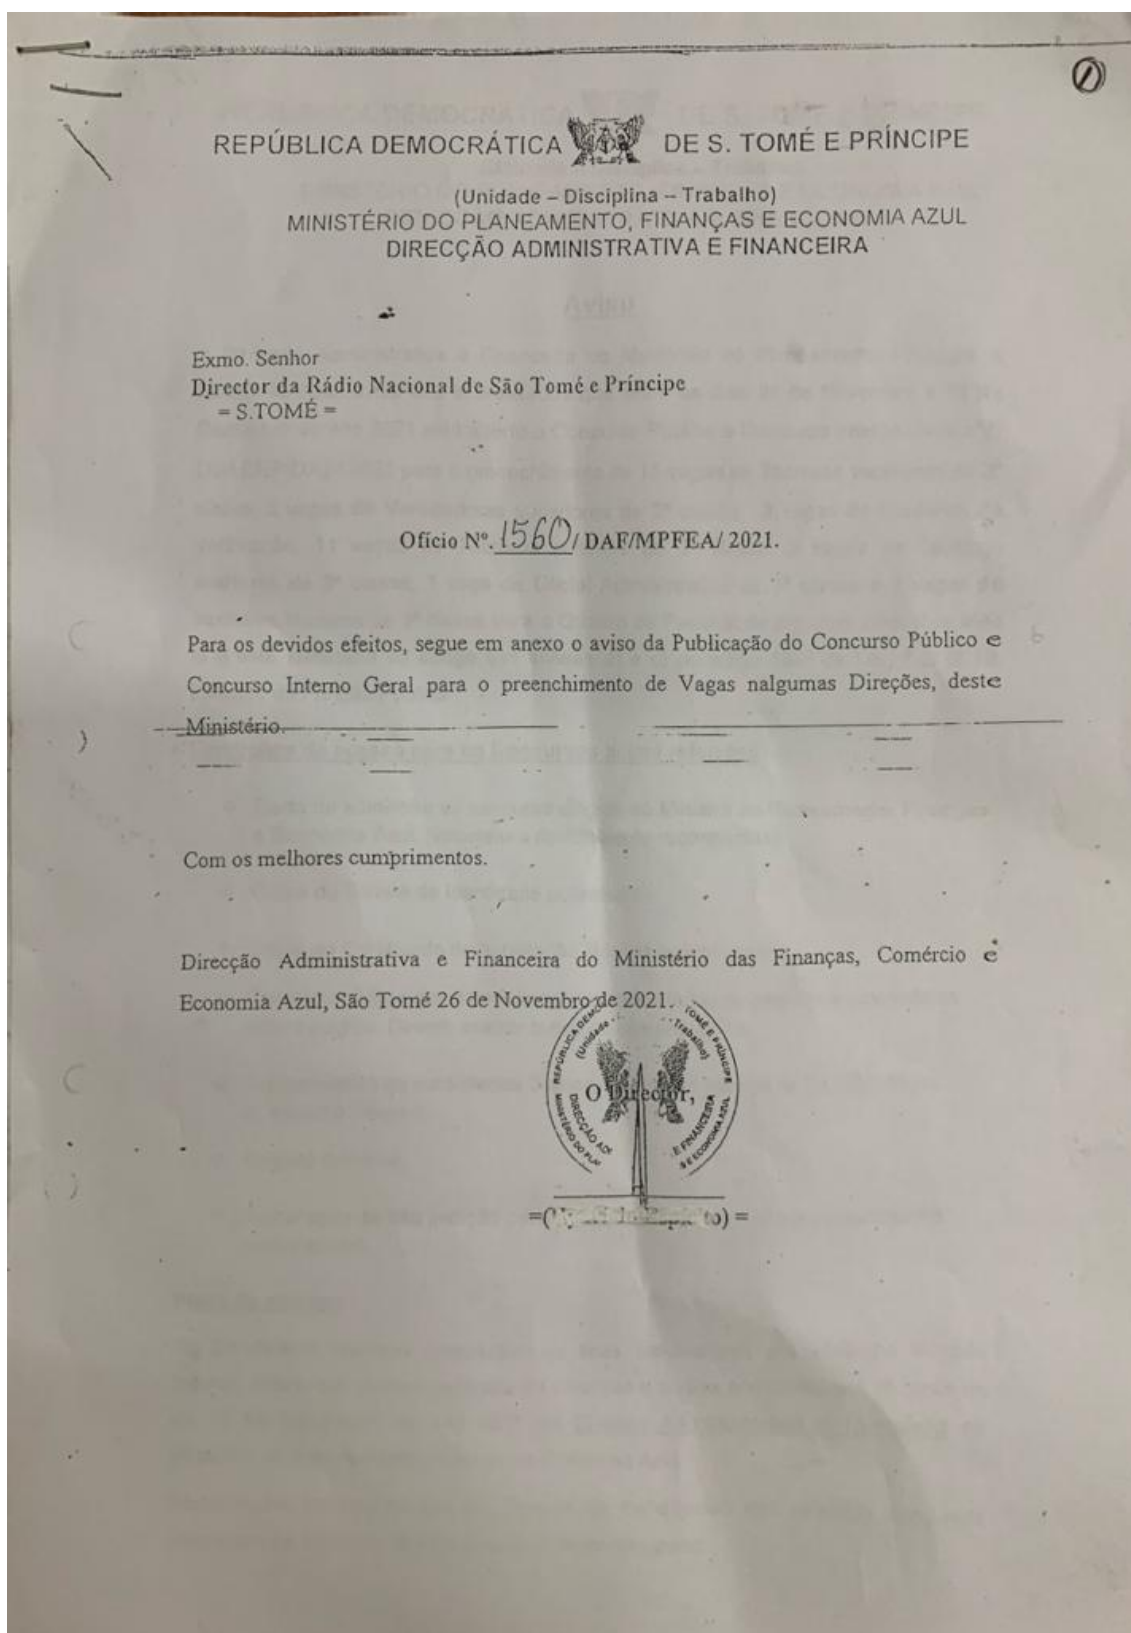 REPÚBLICA DEMOCRÁTICA DE S. TOMÉ E PRÍNCIPE
(Unidade – Disciplina – Trabalho)
MINISTÉRIO DO PLANEAMENTO, FINANÇAS E ECONOMIA AZUL
DIRECÇÃO ADMINISTRATIVA E FINANCEIRA
Exmo. Senhor
Director da Rádio Nacional de São Tomé e Príncipe
= S.TOMÉ =
Ofício Nº. 1560/ DAF/MPFEA/ 2021.
Para os devidos efeitos, segue em anexo o aviso da Publicação do Concurso Público e
Concurso Interno Geral para o preenchimento de Vagas nalgumas Direções, deste
Ministério.
Com os melhores cumprimentos.
Direcção Administrativa e Financeira do Ministério das Finanças, Comércio e
Economia Azul, São Tomé 26 de Novembro de 2021.
O Director,